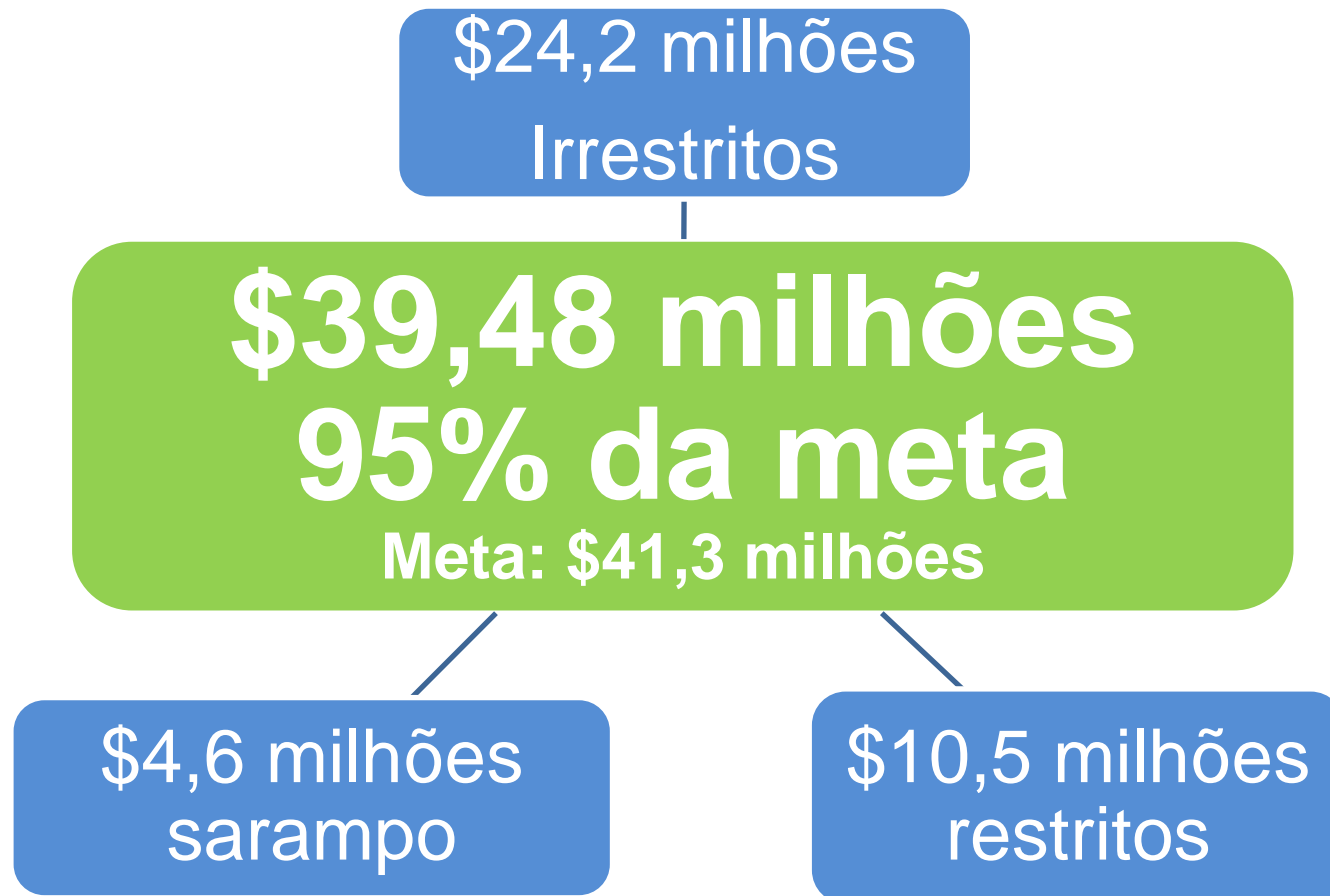 $24,2 milhões
Irrestritos
$39,48 milhões
95% da meta
Meta: $41,3 milhões
$4,6 milhões
sarampo
$10,5 milhões
restritos